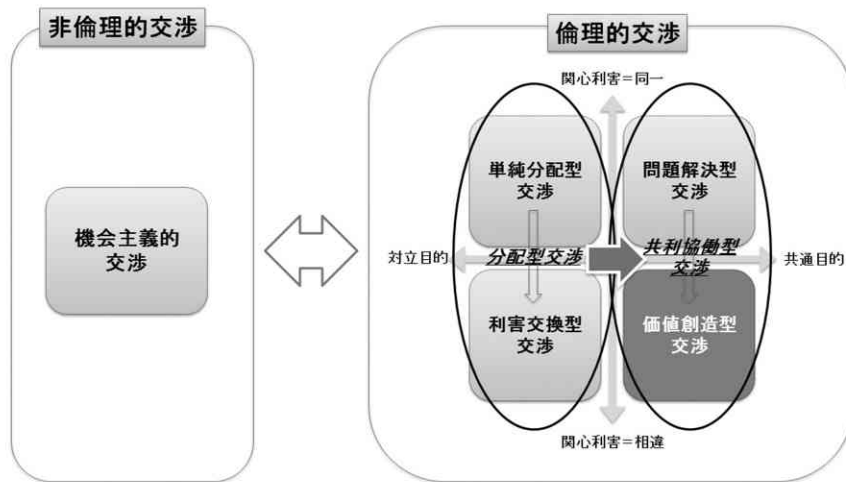 非倫理的交渉
機会主義的
交渉
倫理的交渉
関心利害=同一
単純分配型
交渉
問題解決型
交渉
対立目的
分配型交渉
共利協働型
交渉
共通目的
利害交換型
交渉
価値創造型
交渉
関心利害=相違